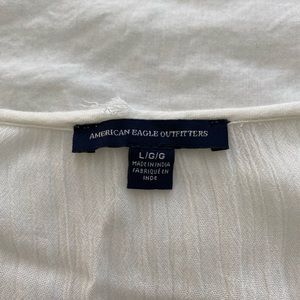 AMERICAN EAGLE OUTFITTERS
L/G/G
MADE IN INDIA
FABRIQUÉ EN
INDE